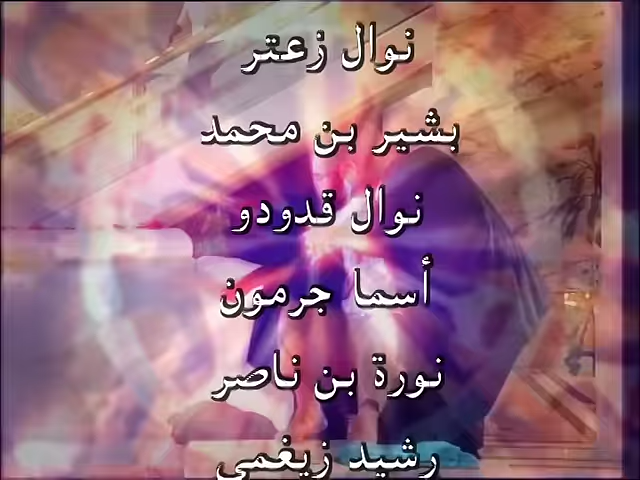 نوال زعتر
بشير بن محمد
نوال قدودو
أسما جرمون
نورة بن ناصر
رشيد زيغمي